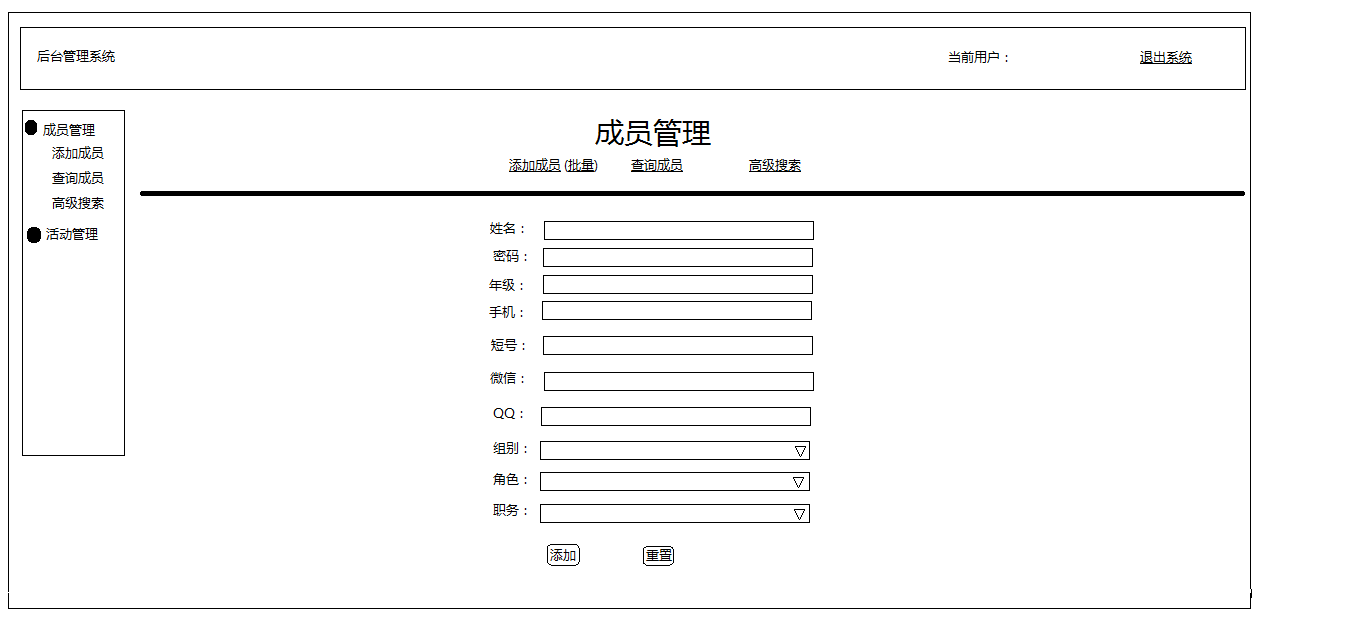 后台管理系统 当前用户： 退出系统
成员管理
添加成员
查询成员
高级搜索
活动管理
成员管理
添加成员 (批量) 查询成员 高级搜索
姓名：
密码：
年级：
手机：
短号：
微信：
QQ：
组别：
角色：
职务：
添加 重置